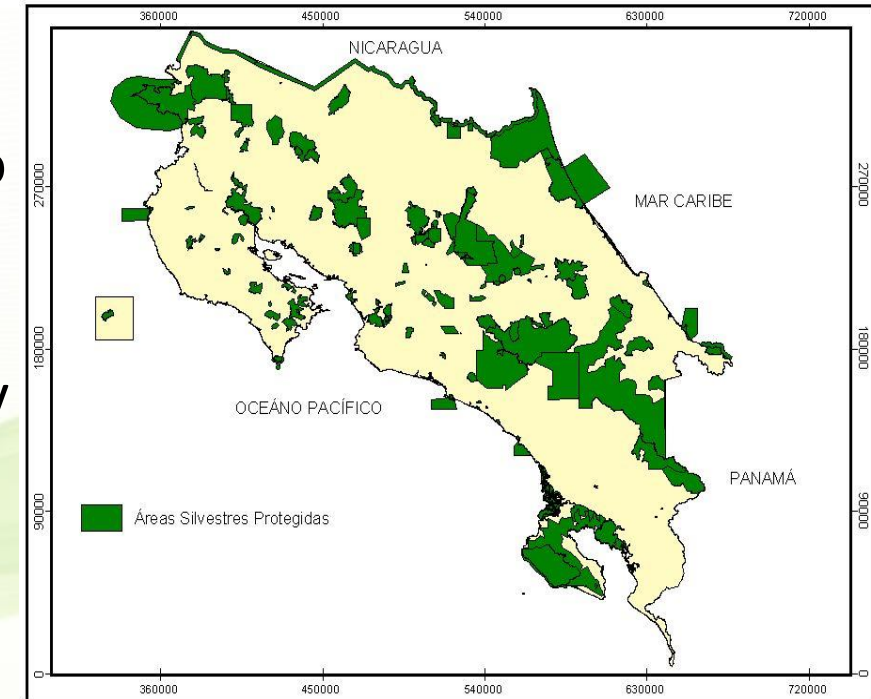 360000 450000 540000 630000 720000
NICARAGUA
o
270000 270000
MAR CARIBE
180000 180000
y
OCEÁNO PACÍFICO
PANAMÁ
90000 90000
Áreas Silvestres Protegidas
0 0
360000 450000 540000 630000 720000